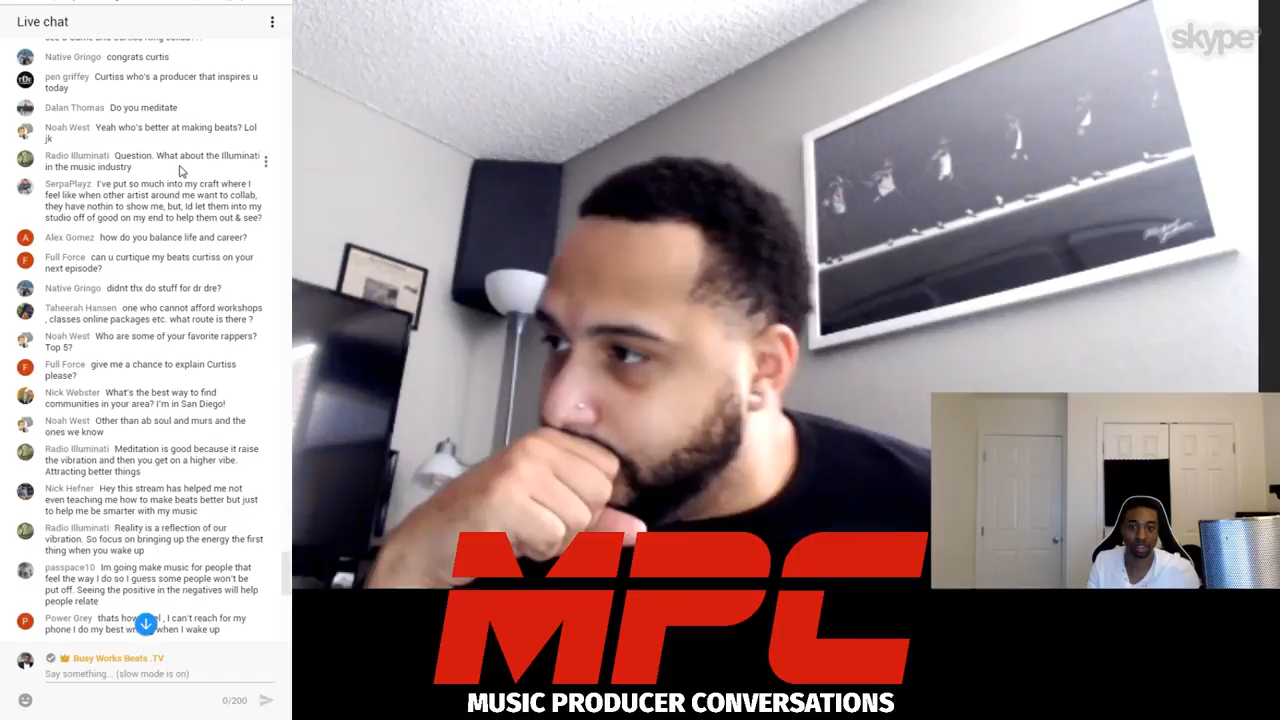 Live chat
skype
Native Gringo congrats curtis
pen griffey Curtiss who's a producer that inspires u
today
Dalan Thomas Do you meditate
Noah West Yeah who's better at making beats? Lol
jk
Radio Illuminati Question. What about the Illuminati
in the music industry
SerpaPlayz I've put so much into my craft where I
feel like when other artist around me want to collab,
they have nothin to show me, but, Id let them into my
studio off of good on my end to help them out & see?
Alex Gomez how do you balance life and career?
Full Force can u curtique my beats curtiss on your
next episode?
Native Gringo didnt thx do stuff for dr dre?
Taheerah Hansen one who cannot afford workshops
, classes online packages etc. what route is there ?
Noah West Who are some of your favorite rappers?
Top 5?
Full Force give me a chance to explain Curtiss
please?
Nick Webster What's the best way to find
communities in your area? I'm in San Diego!
Noah West Other than ab soul and murs and the
ones we know
Radio Illuminati Meditation is good because it raise
the vibration and then you get on a higher vibe.
Attracting better things
Nick Hefner Hey this stream has helped me not
even teaching me how to make beats better but just
to help me be smarter with my music
Radio Illuminati Reality is a reflection of our
vibration. So focus on bringing up the energy the first
thing when you wake up
passpace10 Im going make music for people that
feel the way I do so I guess some people won't be
put off. Seeing the positive in the negatives will help
people relate
Power Grey thats how , I can't reach for my
phone I do my best when I wake up
Busy Works Beats .TV
Say something... (slow mode is on)
0/200
MPC
MUSIC PRODUCER CONVERSATIONS